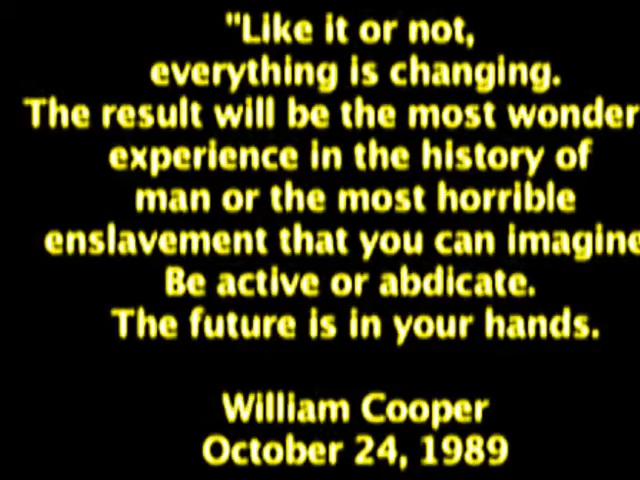 "Like it or not,
everything is changing.
The result will be the most wonder
experience in the history of
man or the most horrible
enslavement that you can imagine
Be active or abdicate.
The future is in your hands.
William Cooper
October 24, 1989